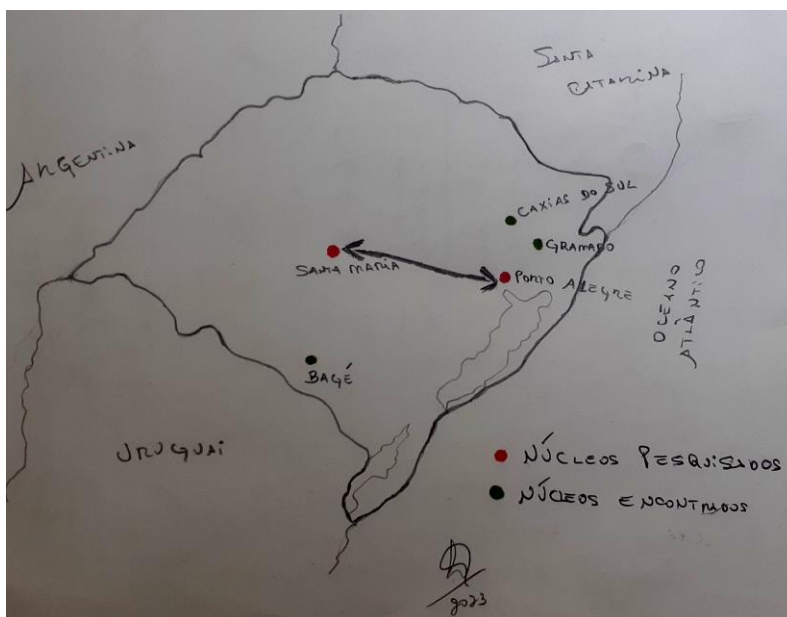 SANTA
CATARINA
ARGENTINA
CAXIAS DO SUL
GRAMADO
SANTA MARIA
PORTO ALEGRE
OCEANO
ATLÂNTICO
BAGÉ
URUGUAI
NÚCLEOS PESQUISADOS
NÚCLEOS ENCONTRADOS
2023